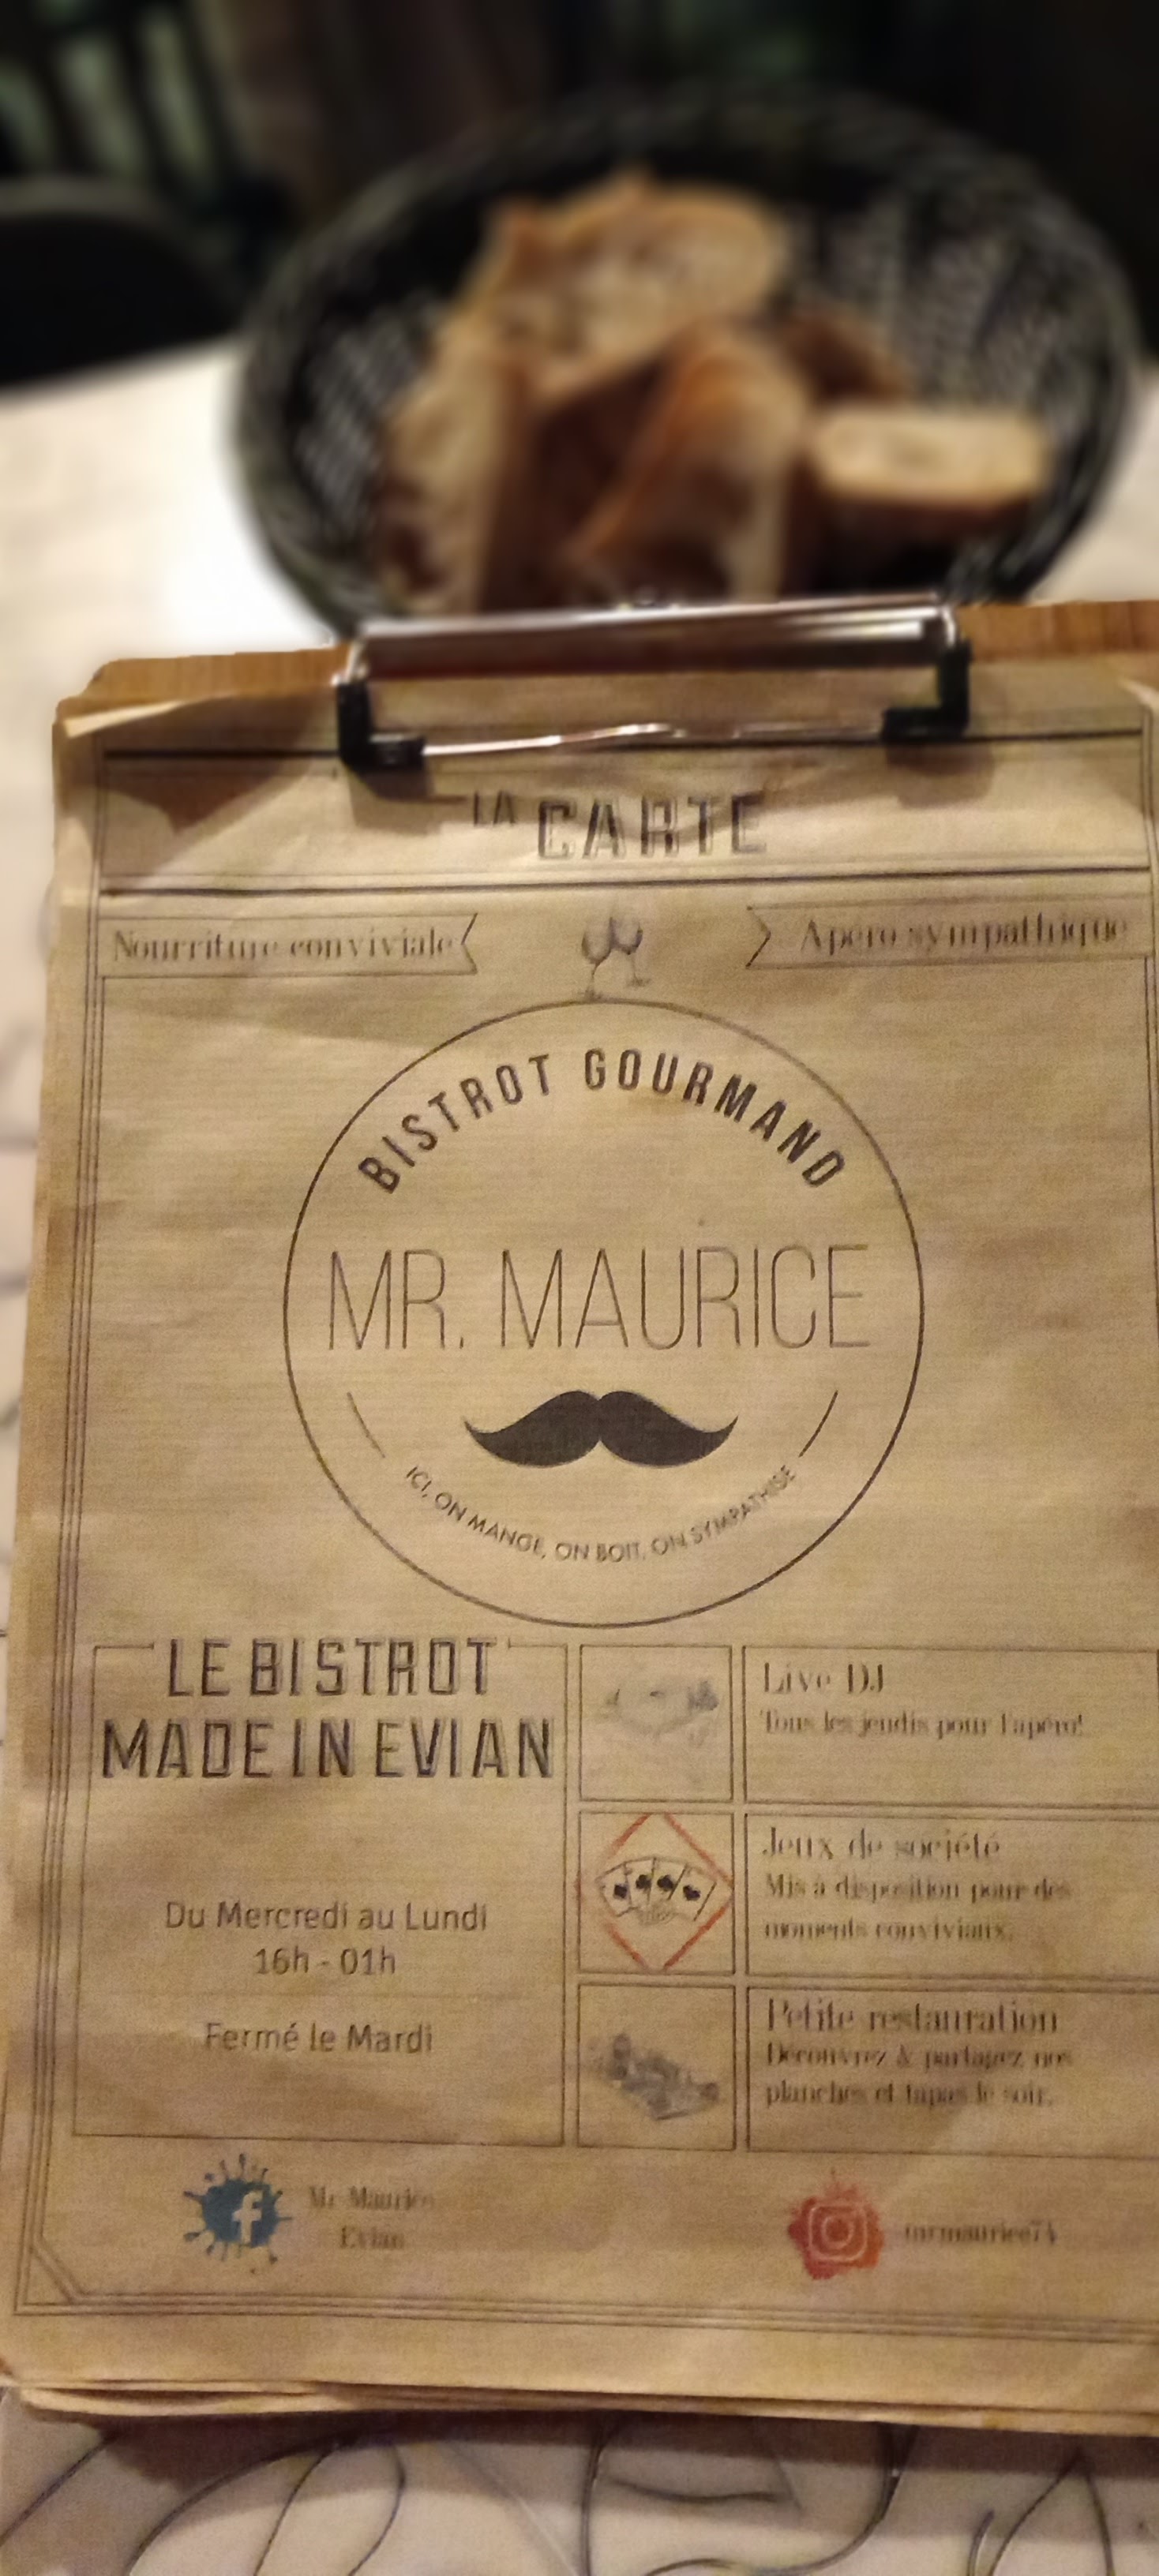 LA CARTE
Nourriture conviviale
Apéro sympathique
BISTROT GOURMAND
MR. MAURICE
ICI, ON MANGE, ON BOIT, ON SYMPATHISE
LE BISTROT
MADE IN EVIAN
Du Mercredi au Lundi
16h - 01h
Fermé le Mardi
Live DJ
Tous les jeudis pour l'apéro!
Jeux de société
Mis à disposition pour des
moments conviviaux.
Petite restauration
Découvrez & partagez nos
planches et tapas le soir.
Mr Maurice
Evian
mrmaurice74